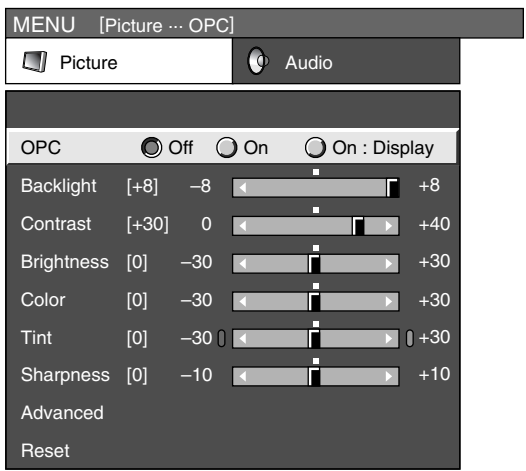 MENU [Picture ··· OPC]
Picture Audio
OPC Off On On : Display
Backlight [+8] –8 +8
Contrast [+30] 0 +40
Brightness [0] –30 +30
Color [0] –30 +30
Tint [0] –30 +30
Sharpness [0] –10 +10
Advanced
Reset